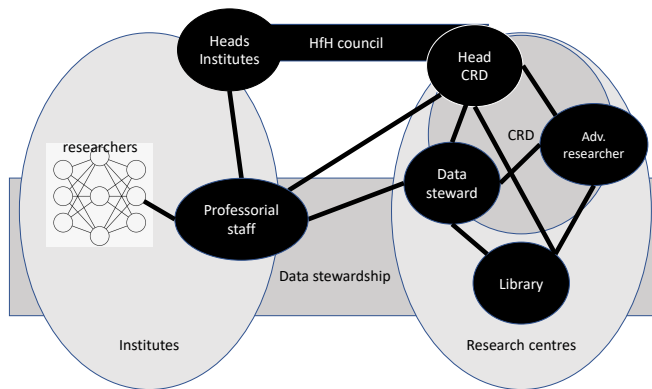 Heads
Institutes
HfH council
Head
CRD
researchers
CRD
Adv.
researcher
Data
steward
Professorial
staff
Data stewardship
Library
Institutes
Research centres